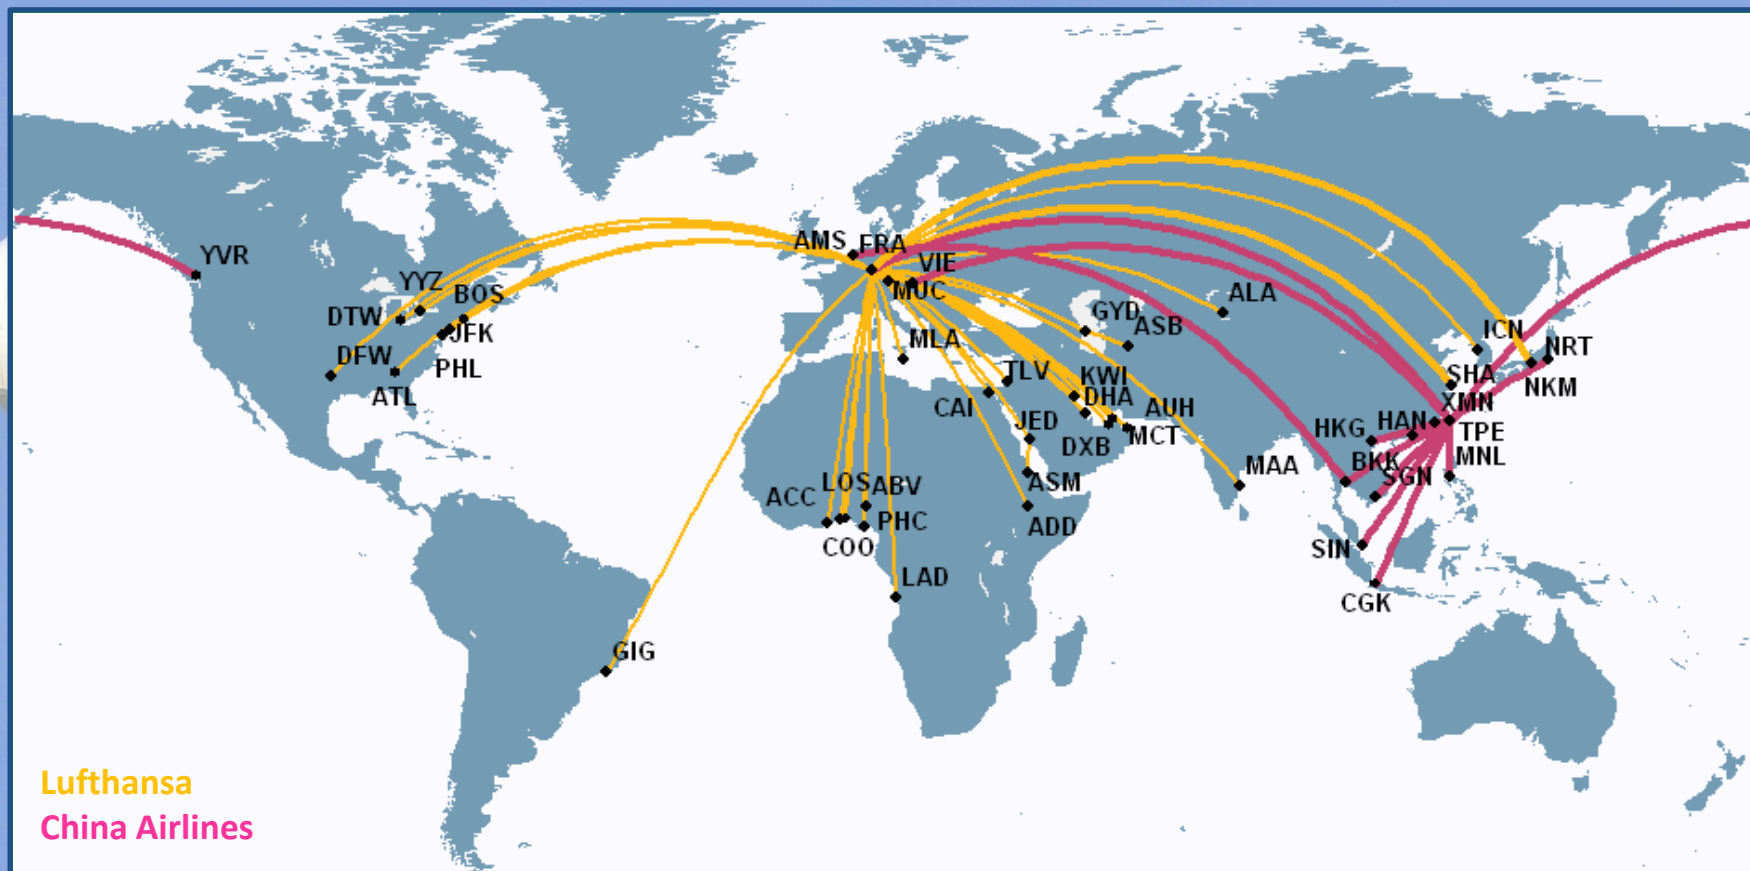 YVR
AMS
FRA
VIE
YYZ
BOS
MUC
ALA
DTW
JFK
GYD
ASB
ICN
NRT
MLA
DFW
PHL
TLV
KWI
SHA
NKM
ATL
CAI
DHA
AUH
XMN
JED
HKG
HAN
TPE
DXB
MCT
BKK
MNL
MAA
SGN
ACC
LOS
ABV
ASM
PHC
ADD
COO
SIN
LAD
CGK
GIG
Lufthansa
China Airlines